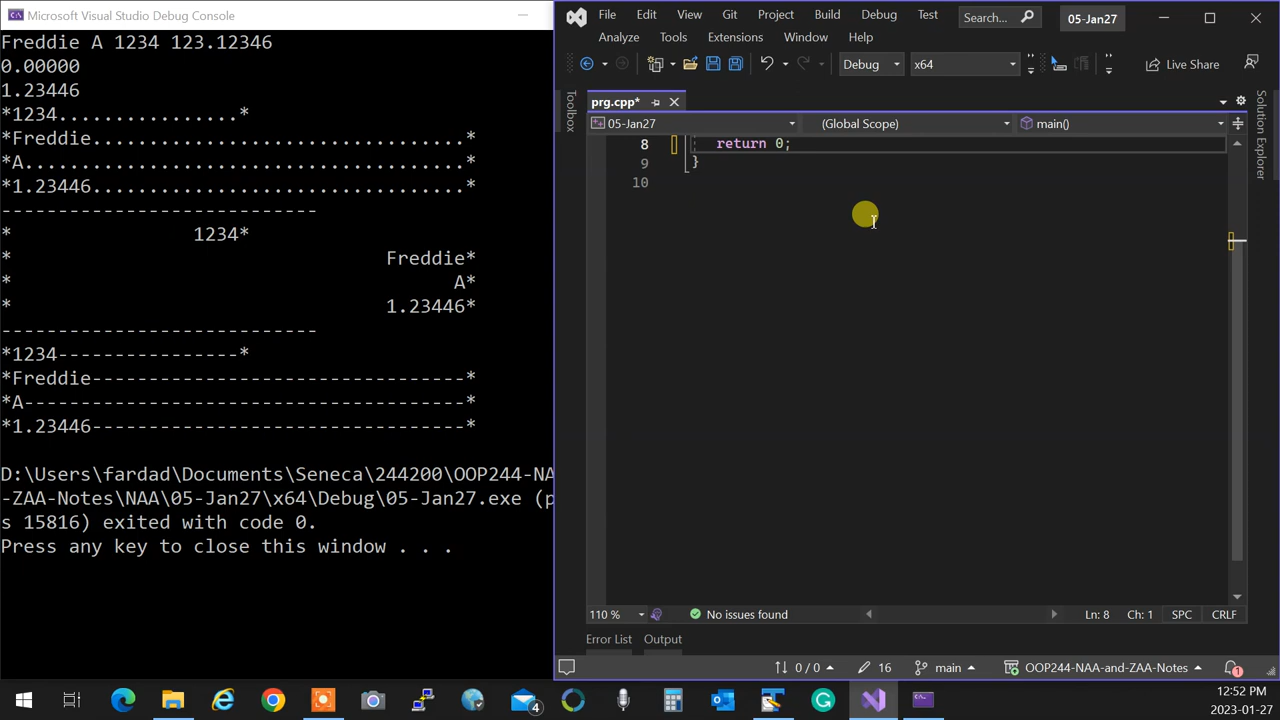 Microsoft Visual Studio Debug Console
Freddie A 1234 123.12346
0.00000
1.23446
*1234...............*
*Freddie...............................*
*A.....................................*
*1.23446...............................*
----------------------------
*               1234*
*                               Freddie*
*                                     A*
*                               1.23446*
----------------------------
*1234---------------*
*Freddie-------------------------------*
*A-------------------------------------*
*1.23446-------------------------------*
D:\Users\fardad\Documents\Seneca\244200\OOP244-NAA
-ZAA-Notes\NAA\05-Jan27\x64\Debug\05-Jan27.exe (p
s 15816) exited with code 0.
Press any key to close this window . . .
File Edit View Git Project Build Debug Test Search... 05-Jan27
Analyze Tools Extensions Window Help
Debug x64 Live Share
Toolbox
prg.cpp*
05-Jan27 (Global Scope) main()
8 return 0;
9 }
10
Solution Explorer
110 % No issues found Ln: 8 Ch: 1 SPC CRLF
Error List Output
0 / 0 16 main OOP244-NAA-and-ZAA-Notes 1
4
12:52 PM
2023-01-27